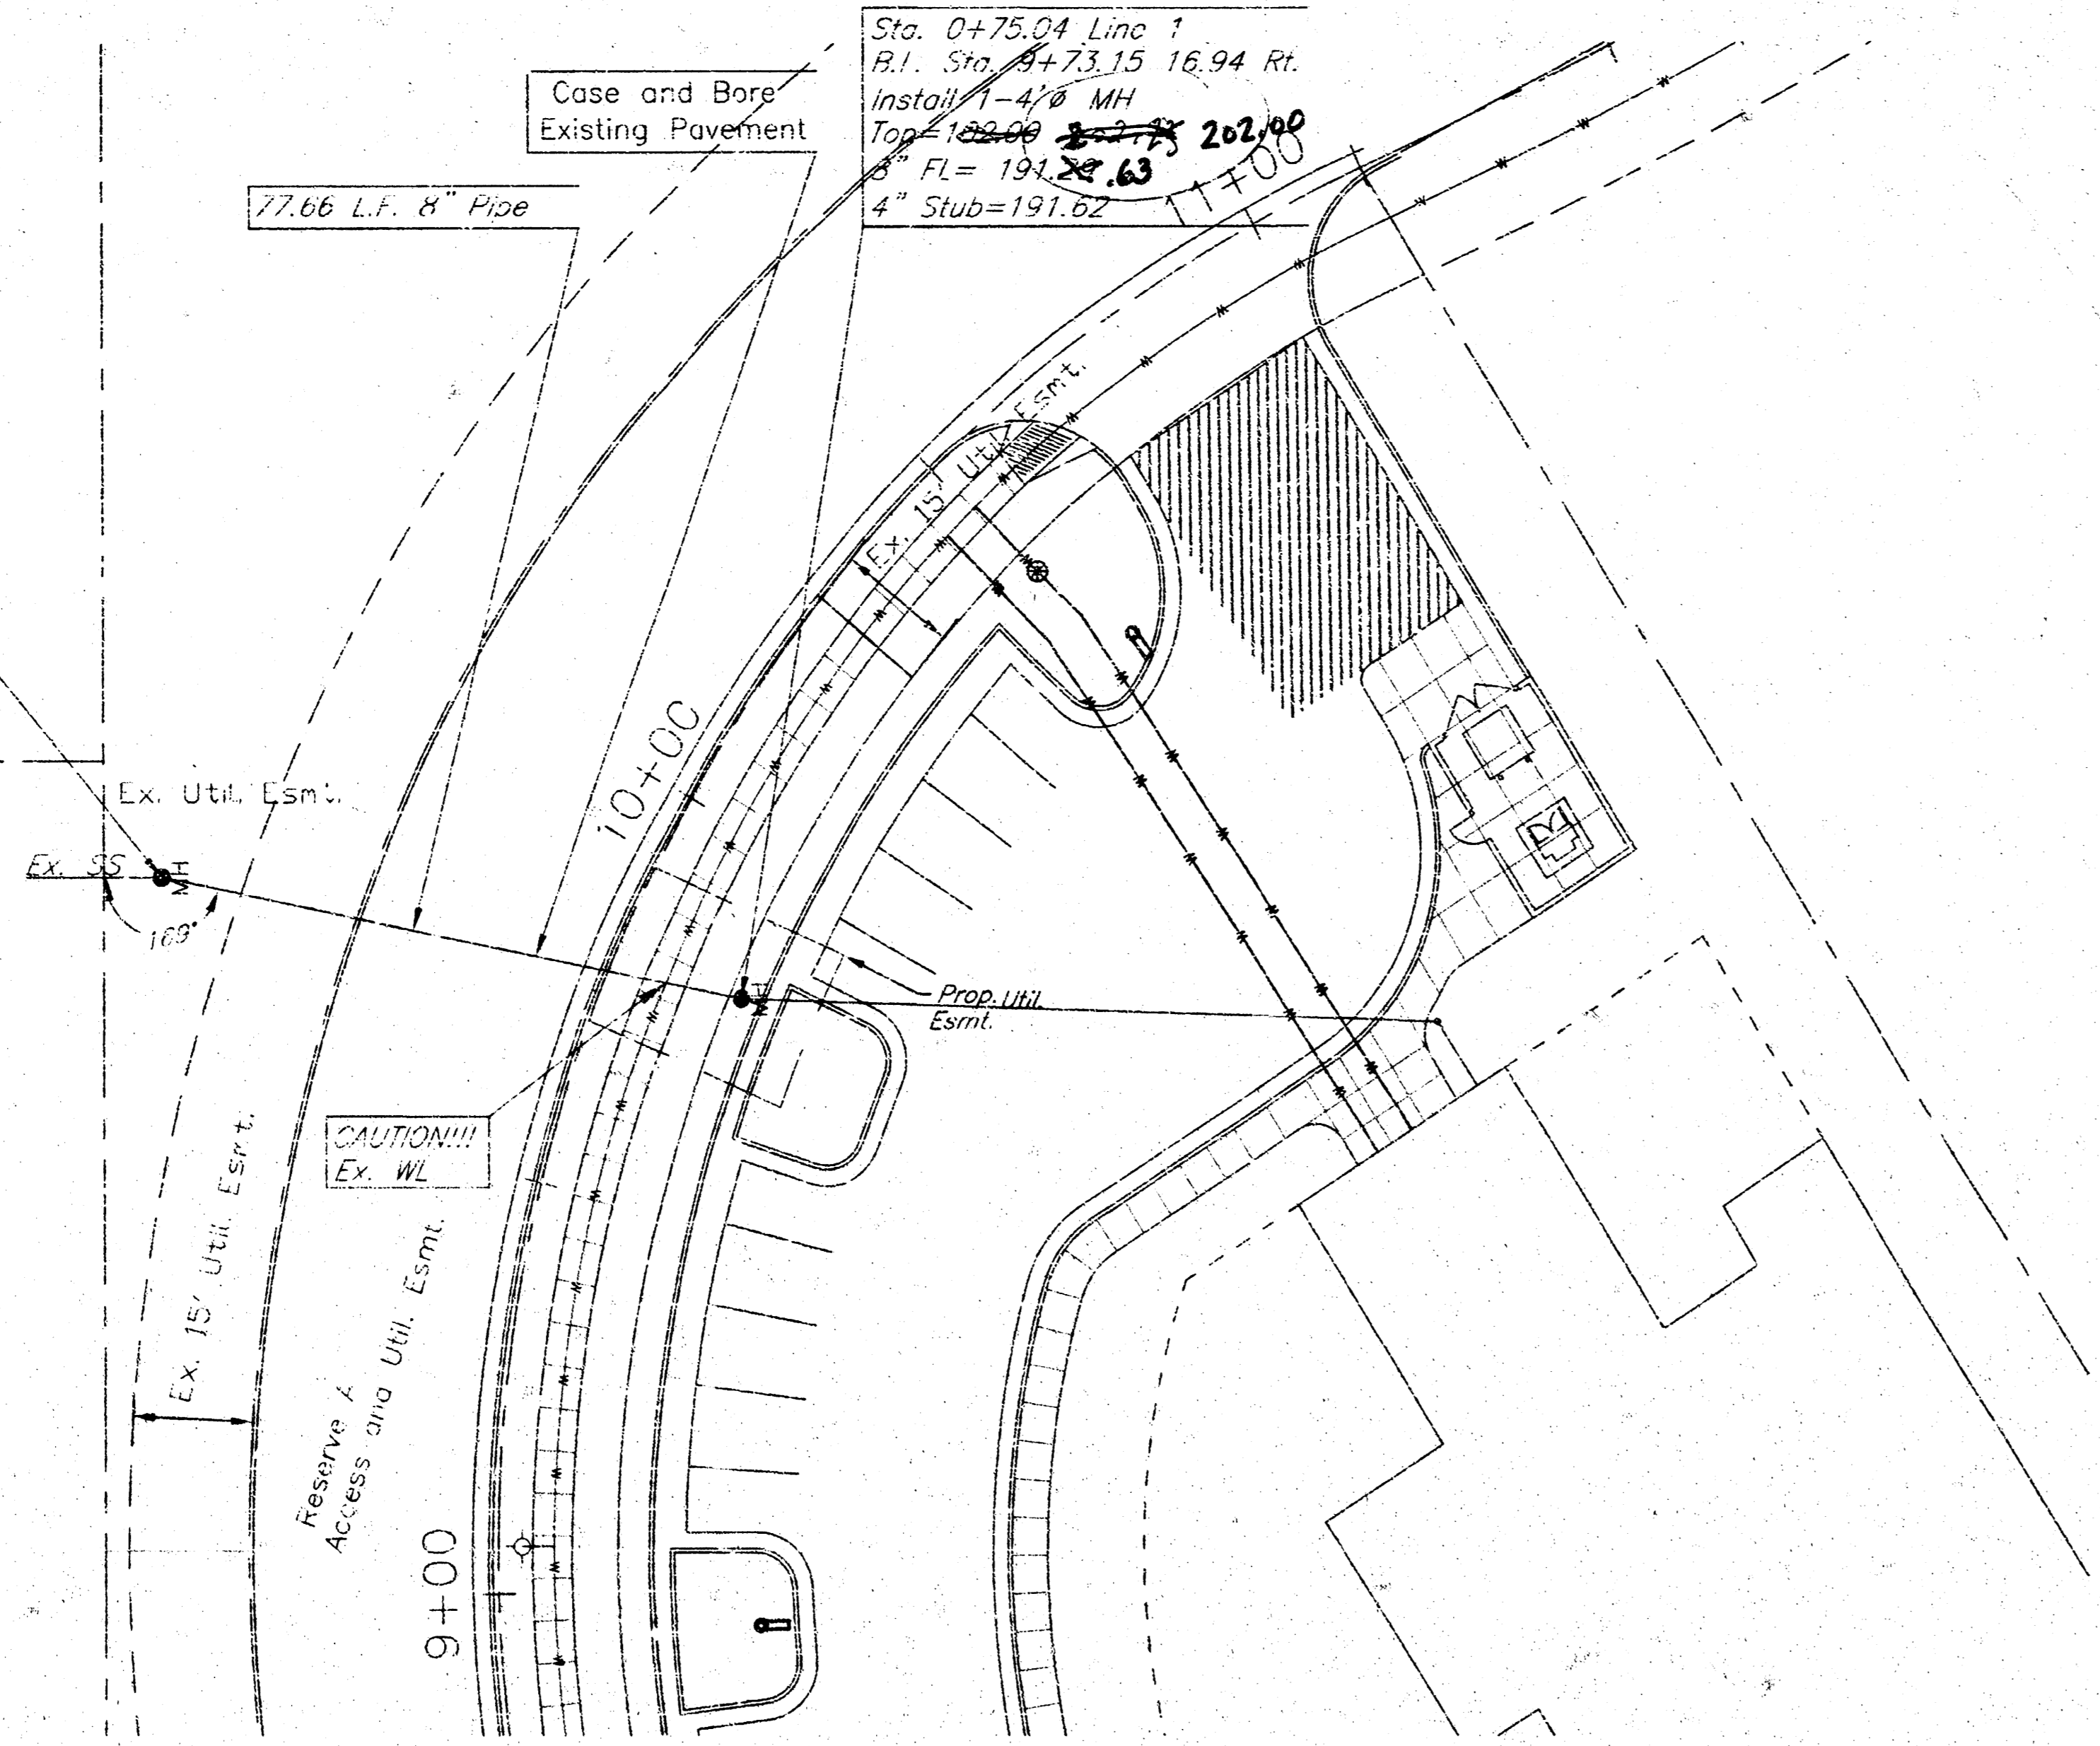 Sta. 0+75.04 Line 1
B.l. Sta. 9+73.15 16.94 Rt.
Install 1-4'ø MH
Top= 202.00
8" FL= 191. .63
4" Stub=191.62
Case and Bore
Existing Pavement
77.66 L.F. 8" Pipe
11+00
Ex. 15' Util. Esmt.
10+00
Ex. Util. Esmt.
Ex. SS
MH
169°
MH
Prop. Util.
Esmt.
CAUTION!!!
Ex. WL
Ex. 15' Util. Esmt.
Reserve A
Access and Util. Esmt.
9+00